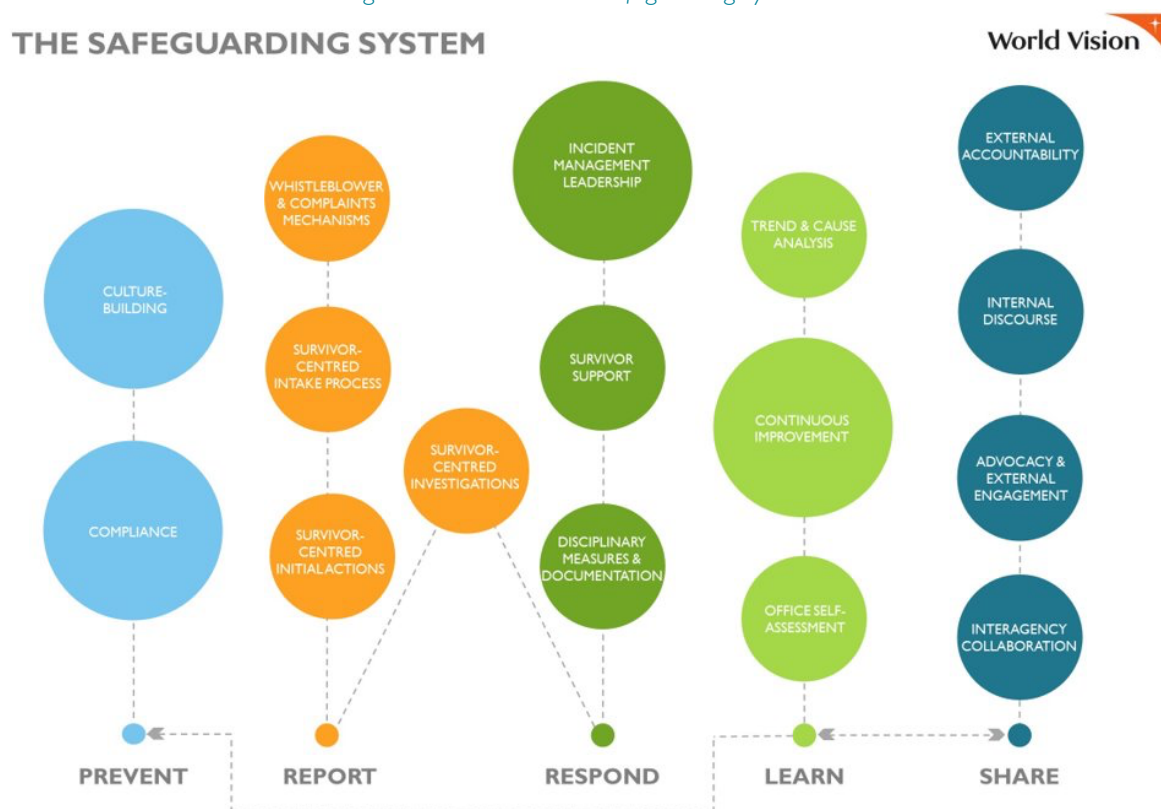 THE SAFEGUARDING SYSTEM
World Vision
CULTURE-
BUILDING
COMPLIANCE
WHISTLEBLOWER
& COMPLAINTS
MECHANISMS
SURVIVOR-
CENTRED
INTAKE PROCESS
SURVIVOR-
CENTRED
INITIAL ACTIONS
SURVIVOR-
CENTRED
INVESTIGATIONS
INCIDENT
MANAGEMENT
LEADERSHIP
SURVIVOR
SUPPORT
DISCIPLINARY
MEASURES &
DOCUMENTATION
TREND & CAUSE
ANALYSIS
CONTINUOUS
IMPROVEMENT
OFFICE SELF-
ASSESSMENT
EXTERNAL
ACCOUNTABILITY
INTERNAL
DISCOURSE
ADVOCACY &
EXTERNAL
ENGAGEMENT
INTERAGENCY
COLLABORATION
PREVENT
REPORT
RESPOND
LEARN
SHARE